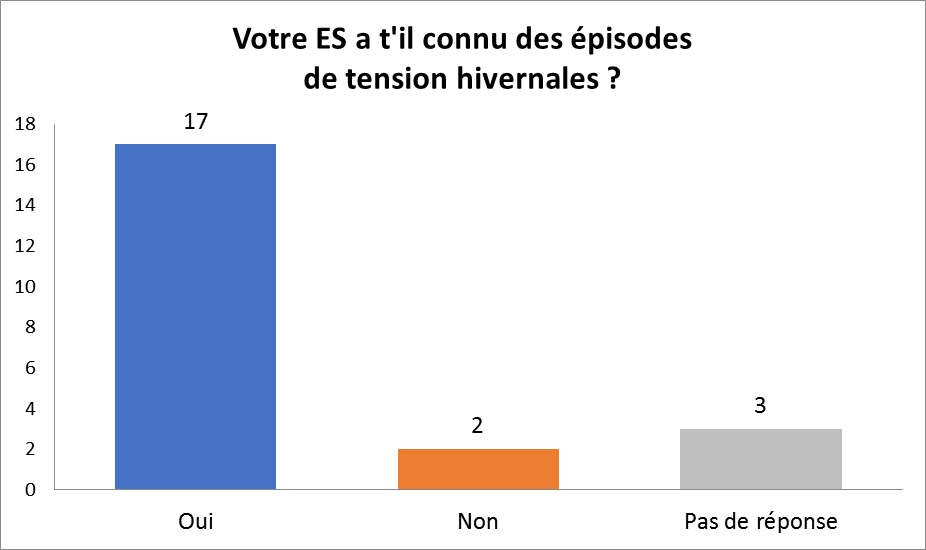 Votre ES a t'il connu des épisodes
de tension hivernales ?
18
16
14
12
10
8
6
4
2
0
17
2
3
Oui
Non
Pas de réponse